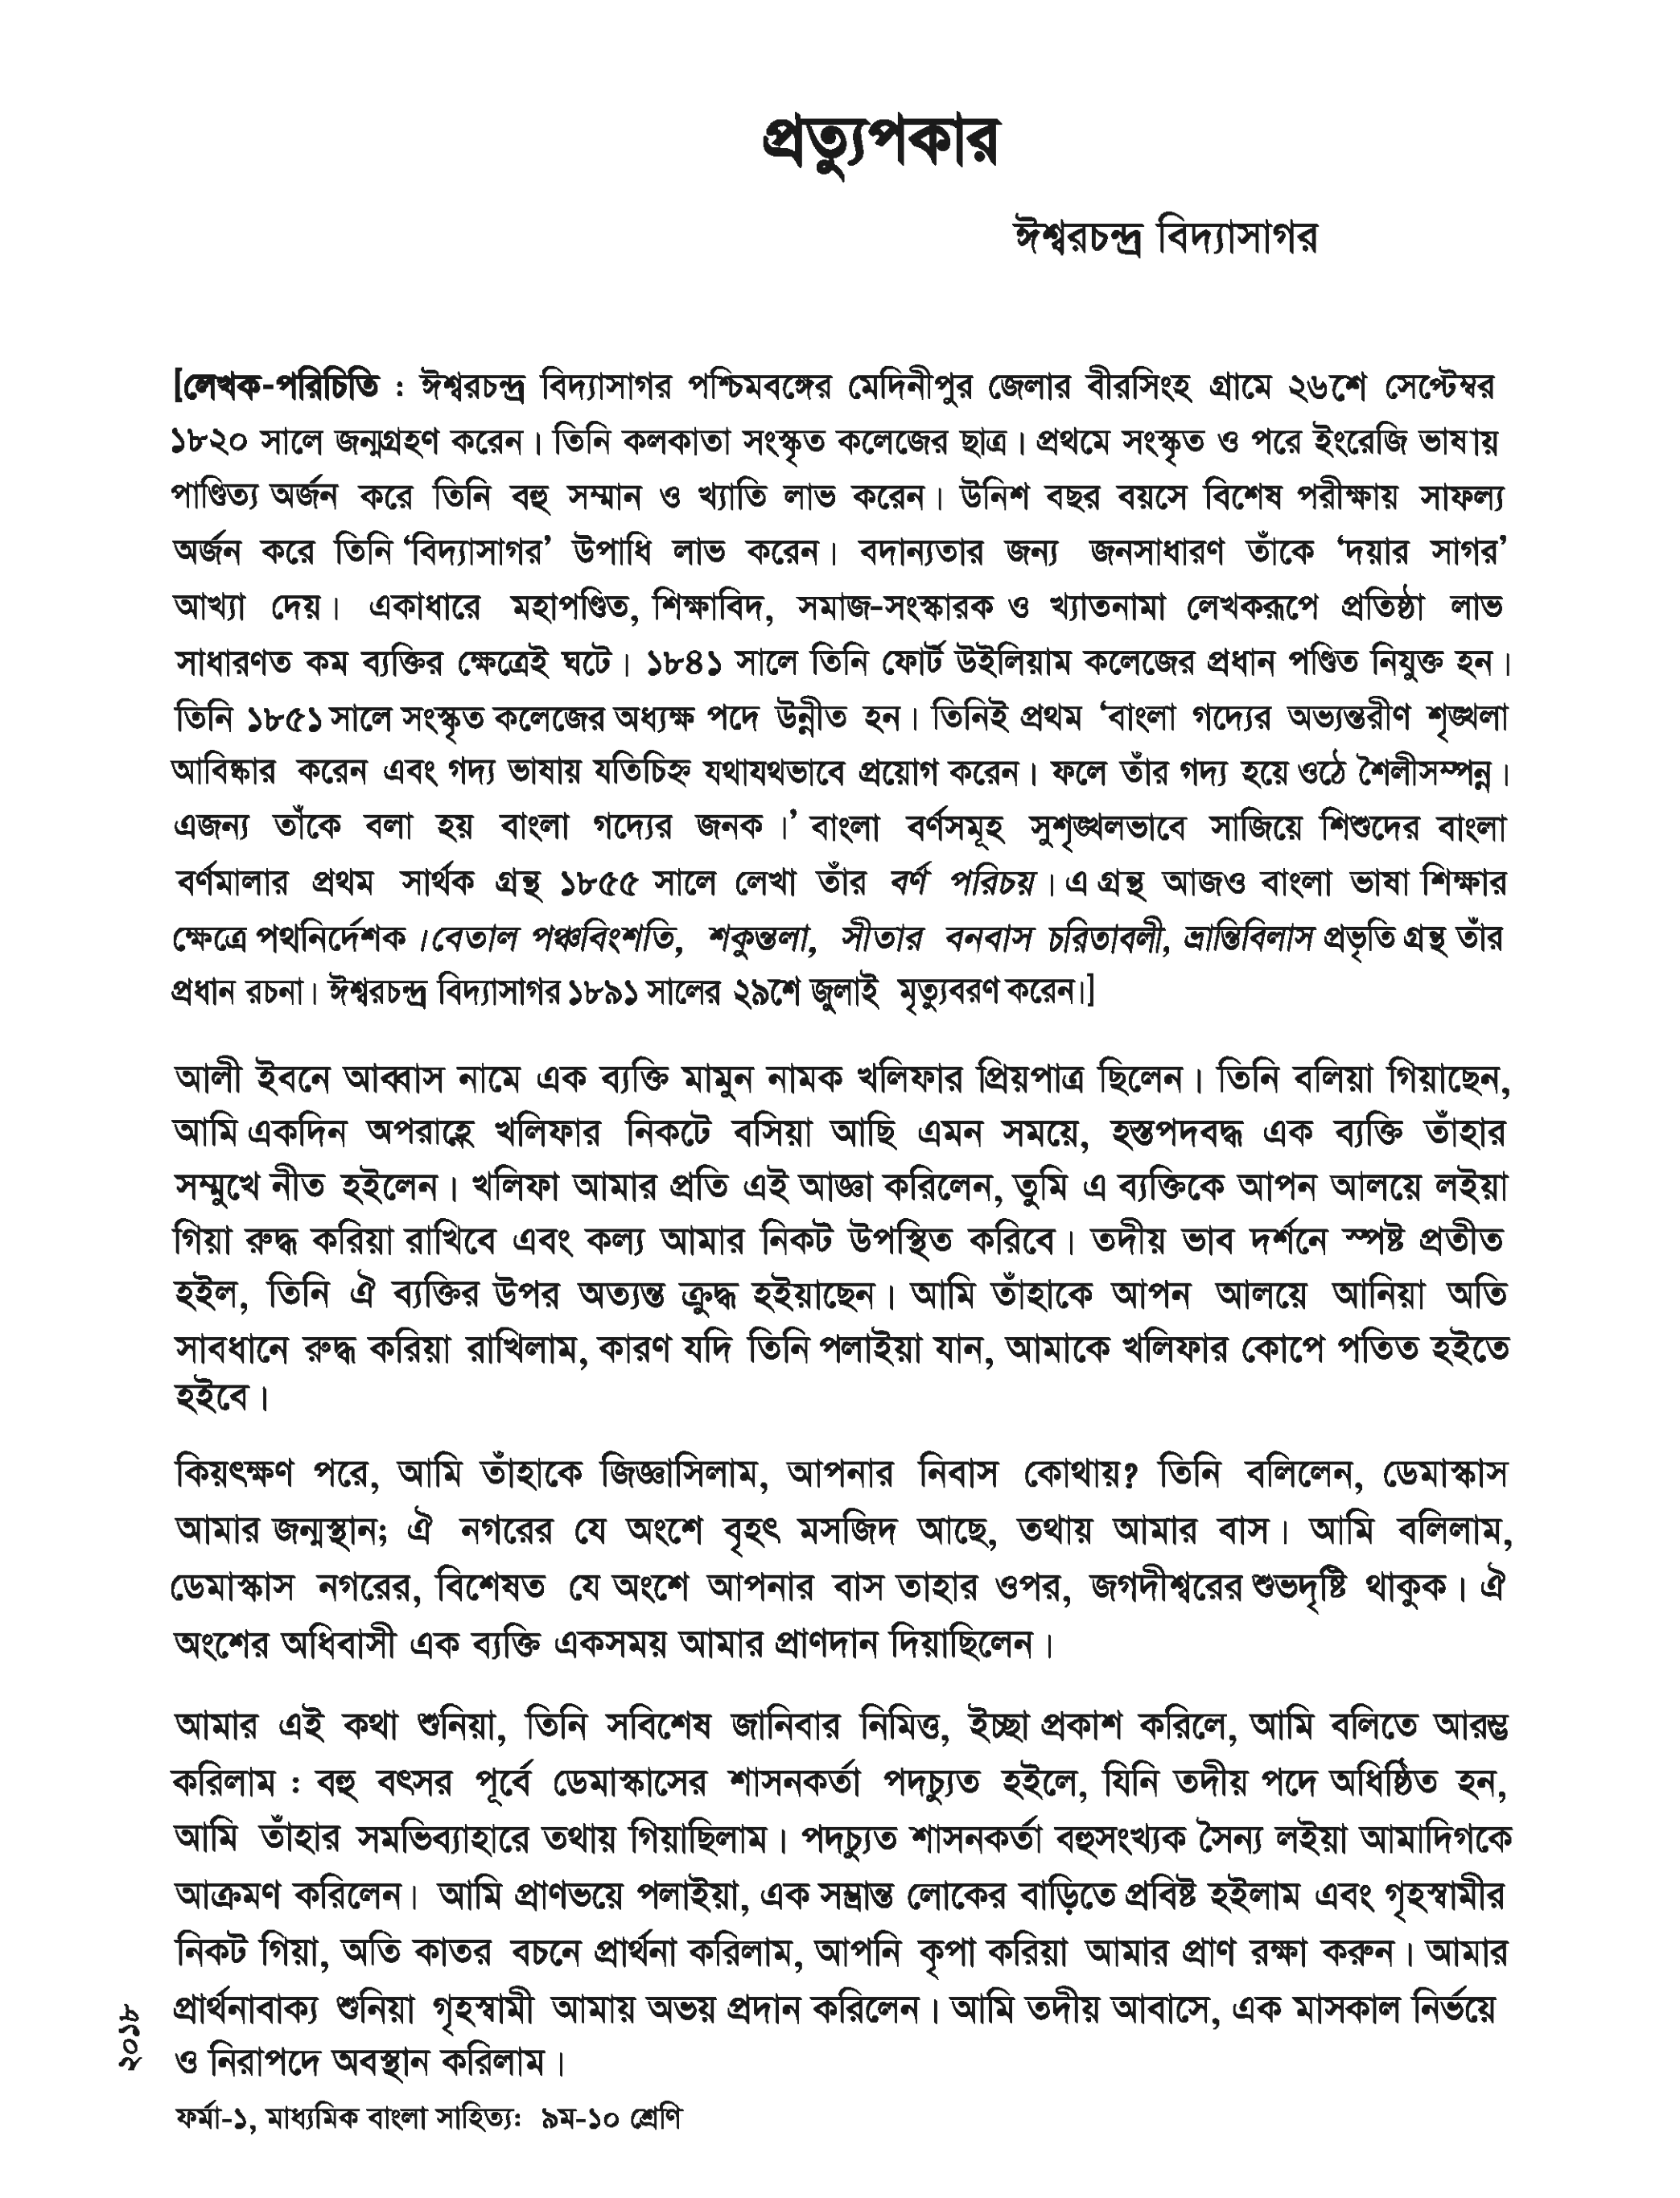 প্রত্যুপকার
ঈশ্বরচন্দ্র বিদ্যাসাগর
[লেখক-পরিচিতি : ঈশ্বরচন্দ্র বিদ্যাসাগর পশ্চিমবঙ্গের মেদিনীপুর জেলার বীরসিংহ গ্রামে ২৬শে সেপ্টেম্বর
১৮২০ সালে জন্মগ্রহণ করেন। তিনি কলকাতা সংস্কৃত কলেজের ছাত্র। প্রথমে সংস্কৃত ও পরে ইংরেজি ভাষায়
পাণ্ডিত্য অর্জন করে তিনি বহু সম্মান ও খ্যাতি লাভ করেন। উনিশ বছর বয়সে বিশেষ পরীক্ষায় সাফল্য
অর্জন করে তিনি ‘বিদ্যাসাগর’ উপাধি লাভ করেন। বদান্যতার জন্য জনসাধারণ তাঁকে ‘দয়ার সাগর’
আখ্যা দেয়। একাধারে মহাপণ্ডিত, শিক্ষাবিদ, সমাজ-সংস্কারক ও খ্যাতনামা লেখকরূপে প্রতিষ্ঠা লাভ
সাধারণত কম ব্যক্তির ক্ষেত্রেই ঘটে। ১৮৪১ সালে তিনি ফোর্ট উইলিয়াম কলেজের প্রধান পণ্ডিত নিযুক্ত হন।
তিনি ১৮৫১ সালে সংস্কৃত কলেজের অধ্যক্ষ পদে উন্নীত হন। তিনিই প্রথম ‘বাংলা গদ্যের অভ্যন্তরীণ শৃঙ্খলা
আবিষ্কার করেন এবং গদ্য ভাষায় যতিচিহ্ন যথাযথভাবে প্রয়োগ করেন। ফলে তাঁর গদ্য হয়ে ওঠে শৈলীসম্পন্ন।
এজন্য তাঁকে বলা হয় বাংলা গদ্যের জনক।’ বাংলা বর্ণসমূহ সুশৃঙ্খলভাবে সাজিয়ে শিশুদের বাংলা
বর্ণমালার প্রথম সার্থক গ্রন্থ ১৮৫৫ সালে লেখা তাঁর বর্ণ পরিচয়। এ গ্রন্থ আজও বাংলা ভাষা শিক্ষার
ক্ষেত্রে পথনির্দেশক। বেতাল পঞ্চবিংশতি, শকুন্তলা, সীতার বনবাস চরিতাবলী, ভ্রান্তিবিলাস প্রভৃতি গ্রন্থ তাঁর
প্রধান রচনা। ঈশ্বরচন্দ্র বিদ্যাসাগর ১৮৯১ সালের ২৯শে জুলাই মৃত্যুবরণ করেন।]
আলী ইবনে আব্বাস নামে এক ব্যক্তি মামুন নামক খলিফার প্রিয়পাত্র ছিলেন। তিনি বলিয়া গিয়াছেন,
আমি একদিন অপরাহ্ণে খলিফার নিকটে বসিয়া আছি এমন সময়ে, হস্তপদবদ্ধ এক ব্যক্তি তাঁহার
সম্মুখে নীত হইলেন। খলিফা আমার প্রতি এই আজ্ঞা করিলেন, তুমি এ ব্যক্তিকে আপন আলয়ে লইয়া
গিয়া রুদ্ধ করিয়া রাখিবে এবং কল্য আমার নিকট উপস্থিত করিবে। তদীয় ভাব দর্শনে স্পষ্ট প্রতীত
হইল, তিনি ঐ ব্যক্তির উপর অত্যন্ত ক্রুদ্ধ হইয়াছেন। আমি তাঁহাকে আপন আলয়ে আনিয়া অতি
সাবধানে রুদ্ধ করিয়া রাখিলাম, কারণ যদি তিনি পলাইয়া যান, আমাকে খলিফার কোপে পতিত হইতে
হইবে।
কিয়ৎক্ষণ পরে, আমি তাঁহাকে জিজ্ঞাসিলাম, আপনার নিবাস কোথায়? তিনি বলিলেন, ডেমাস্কাস
আমার জন্মস্থান; ঐ নগরের যে অংশে বৃহৎ মসজিদ আছে, তথায় আমার বাস। আমি বলিলাম,
ডেমাস্কাস নগরের, বিশেষত যে অংশে আপনার বাস তাহার ওপর, জগদীশ্বরের শুভদৃষ্টি থাকুক। ঐ
অংশের অধিবাসী এক ব্যক্তি একসময় আমার প্রাণদান দিয়াছিলেন।
আমার এই কথা শুনিয়া, তিনি সবিশেষ জানিবার নিমিত্ত, ইচ্ছা প্রকাশ করিলে, আমি বলিতে আরম্ভ
করিলাম : বহু বৎসর পূর্বে ডেমাস্কাসের শাসনকর্তা পদচ্যুত হইলে, যিনি তদীয় পদে অধিষ্ঠিত হন,
আমি তাঁহার সমভিব্যাহারে তথায় গিয়াছিলাম। পদচ্যুত শাসনকর্তা বহুসংখ্যক সৈন্য লইয়া আমাদিগকে
আক্রমণ করিলেন। আমি প্রাণভয়ে পলাইয়া, এক সম্ভ্রান্ত লোকের বাড়িতে প্রবিষ্ট হইলাম এবং গৃহস্বামীর
নিকট গিয়া, অতি কাতর বচনে প্রার্থনা করিলাম, আপনি কৃপা করিয়া আমার প্রাণ রক্ষা করুন। আমার
প্রার্থনাবাক্য শুনিয়া গৃহস্বামী আমায় অভয় প্রদান করিলেন। আমি তদীয় আবাসে, এক মাসকাল নির্ভয়ে
ও নিরাপদে অবস্থান করিলাম।
ফর্মা-১, মাধ্যমিক বাংলা সাহিত্য: ৯ম-১০ শ্রেণি
২০১৮